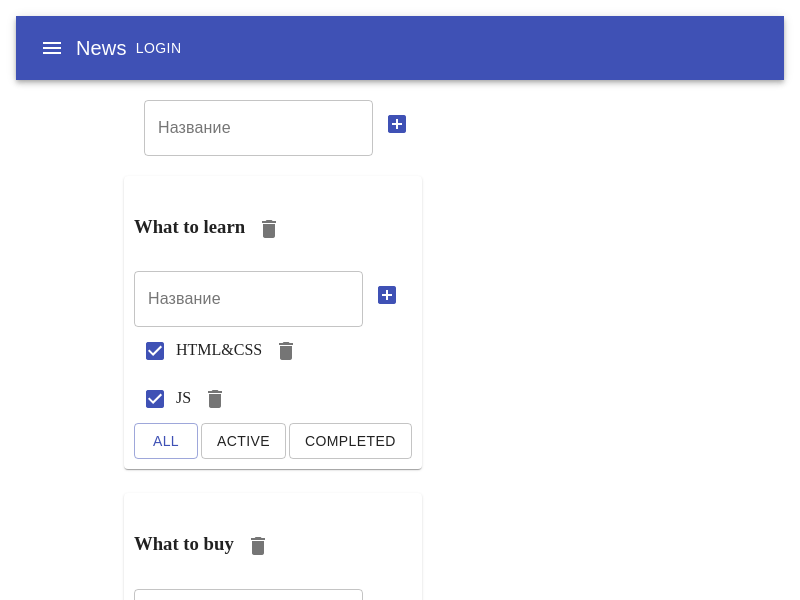 News LOGIN
Название
What to learn
Название
HTML&CSS
JS
ALL ACTIVE COMPLETED
What to buy